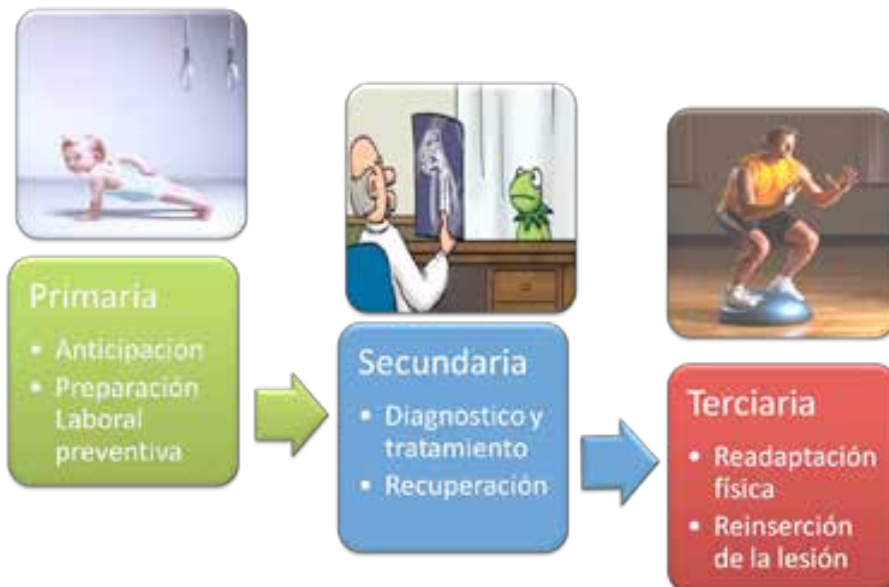 Primaria
• Anticipación
• Preparación
Laboral
preventiva
Secundaria
• Diagnostico y
tratamiento
• Recuperación
Terciaria
• Readaptación
física
• Reinserción
de la lesión